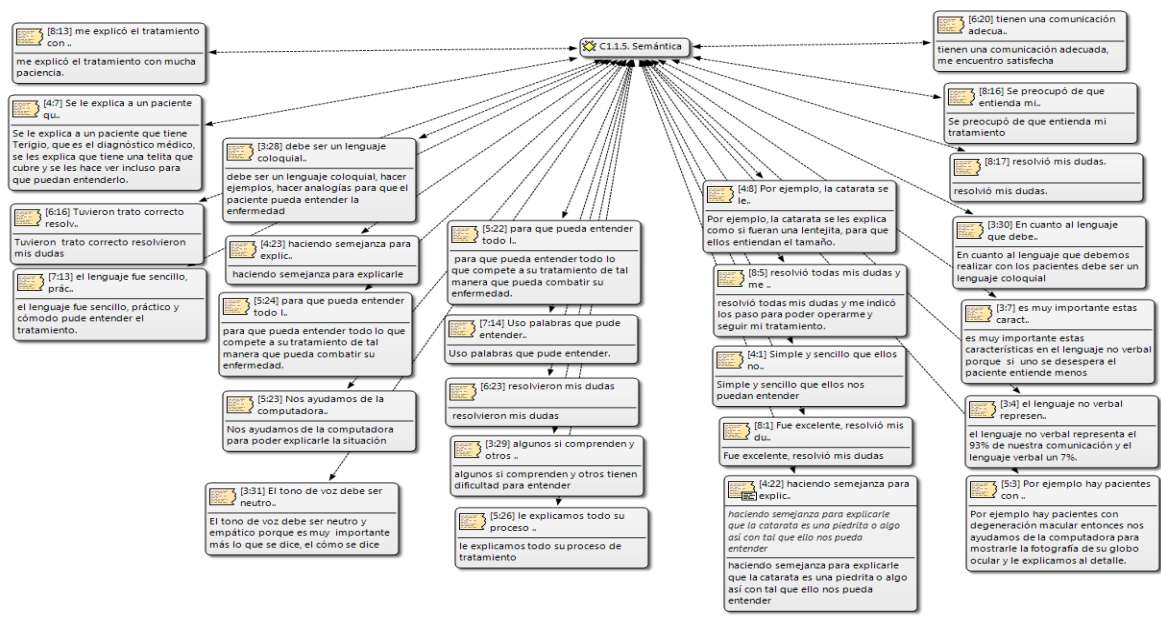 C1.1.5. Semántica
[8:13] me explicó el tratamiento
con ..
me explicó el tratamiento con mucha
paciencia.
[4:7] Se le explica a un paciente
qu..
Se le explica a un paciente que tiene
Terigio, que es el diagnóstico médico,
se les explica que tiene una telita que
cubre y se les hace ver incluso para
que puedan entenderlo.
[6:16] Tuvieron trato correcto
resolv..
Tuvieron trato correcto resolvieron
mis dudas
[7:13] el lenguaje fue sencillo,
prác..
el lenguaje fue sencillo, práctico y
cómodo pude entender el
tratamiento.
[3:28] debe ser un lenguaje
coloquial..
debe ser un lenguaje coloquial, hacer
ejemplos, hacer analogías para que el
paciente pueda entender la
enfermedad
[4:23] haciendo semejanza para
explic..
haciendo semejanza para explicarle
[5:24] para que pueda entender
todo l..
para que pueda entender todo lo que
compete a su tratamiento de tal
manera que pueda combatir su
enfermedad.
[5:23] Nos ayudamos de la
computadora..
Nos ayudamos de la computadora
para poder explicarle la situación
[3:31] El tono de voz debe ser
neutro..
El tono de voz debe ser neutro y
empático porque es muy importante
más lo que se dice, el cómo se dice
[5:22] para que pueda entender
todo l..
para que pueda entender todo lo
que compete a su tratamiento de tal
manera que pueda combatir su
enfermedad.
[7:14] Uso palabras que pude
entender..
Uso palabras que pude entender.
[6:23] resolvieron mis dudas
resolvieron mis dudas
[3:29] algunos si comprenden y
otros ..
algunos si comprenden y otros tienen
dificultad para entender
[5:26] le explicamos todo su
proceso ..
le explicamos todo su proceso de
tratamiento
[4:8] Por ejemplo, la catarata se
le..
Por ejemplo, la catarata se les explica
como si fueran una lentejita, para que
ellos entiendan el tamaño.
[8:5] resolvió todas mis dudas y
me ..
resolvió todas mis dudas y me indicó
los paso para poder operarme y
seguir mi tratamiento.
[4:1] Simple y sencillo que ellos
no..
Simple y sencillo que ellos nos
puedan entender
[8:1] Fue excelente, resolvió mis
du..
Fue excelente, resolvió mis dudas
[4:22] haciendo semejanza para
explic..
haciendo semejanza para explicarle
que la catarata es una piedrita o algo
así con tal que ello nos pueda
entender
haciendo semejanza para explicarle
que la catarata es una piedrita o algo
así con tal que ello nos pueda
entender
[6:20] tienen una comunicación
adecua..
tienen una comunicación adecuada,
me encuentro satisfecha
[8:16] Se preocupó de que
entienda mi..
Se preocupó de que entienda mi
tratamiento
[8:17] resolvió mis dudas.
resolvió mis dudas.
[3:30] En cuanto al lenguaje
que debe..
En cuanto al lenguaje que debemos
realizar con los pacientes debe ser un
lenguaje coloquial
[3:7] es muy importante estas
caract..
es muy importante estas
características en el lenguaje no verbal
porque si uno se desespera el
paciente entiende menos
[3:4] el lenguaje no verbal
represen..
el lenguaje no verbal representa el
93% de nuestra comunicación y el
lenguaje verbal un 7%.
[5:3] Por ejemplo hay pacientes
con ..
Por ejemplo hay pacientes con
degeneración macular entonces nos
ayudamos de la computadora para
mostrarle la fotografía de su globo
ocular y le explicamos al detalle.